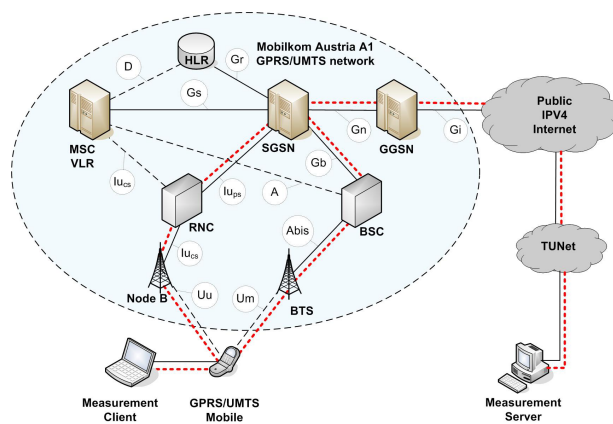 Mobilkom Austria A1
GPRS/UMTS network
HLR
D
Gr
Gs
MSC
VLR
SGSN
Gn
GGSN
Gi
Public
IPV4
Internet
Gb
Iucs
Iups
A
RNC
BSC
Abis
Iucs
TUNet
Node B
Uu
Um
BTS
Measurement
Client
GPRS/UMTS
Mobile
Measurement
Server